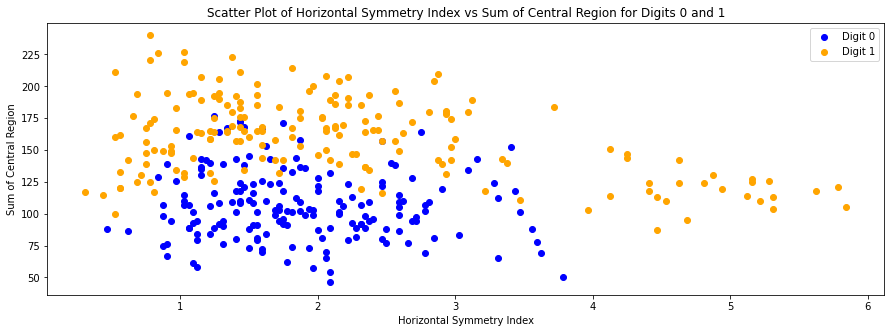 Scatter Plot of Horizontal Symmetry Index vs Sum of Central Region for Digits 0 and 1
Digit 0
Digit 1
Sum of Central Region
225
200
175
150
125
100
75
50
1 2 3 4 5 6
Horizontal Symmetry Index